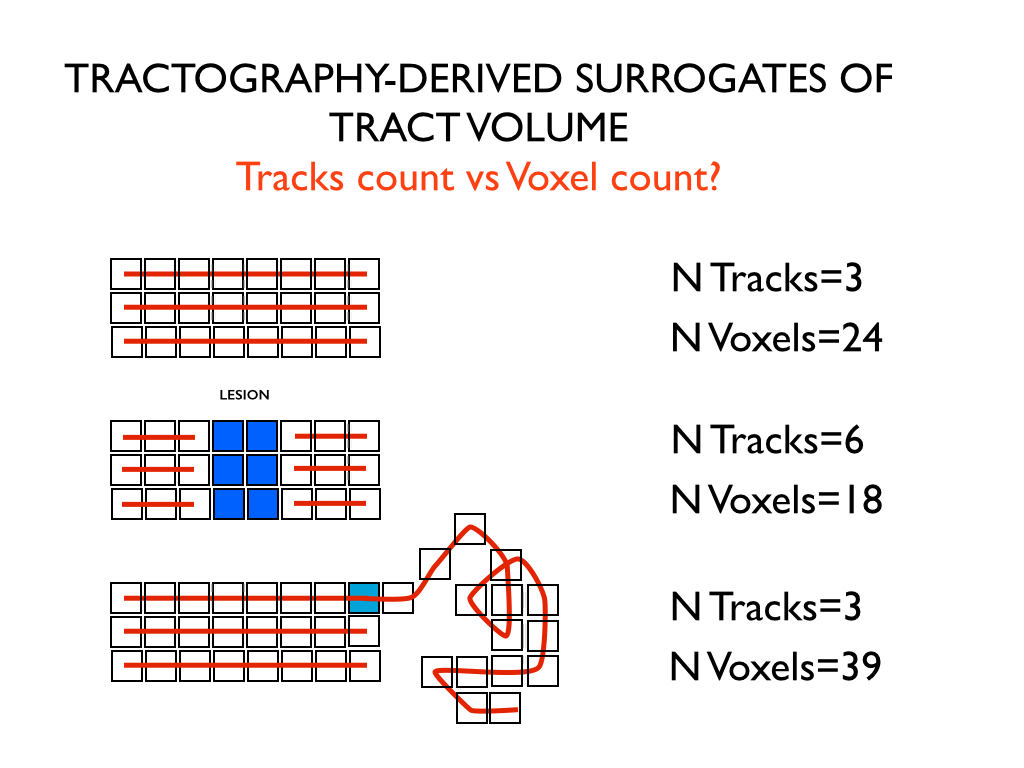 TRACTOGRAPHY-DERIVED SURROGATES OF
TRACT VOLUME
Tracks count vs Voxel count?
N Tracks=3
N Voxels=24
LESION
N Tracks=6
N Voxels=18
N Tracks=3
N Voxels=39